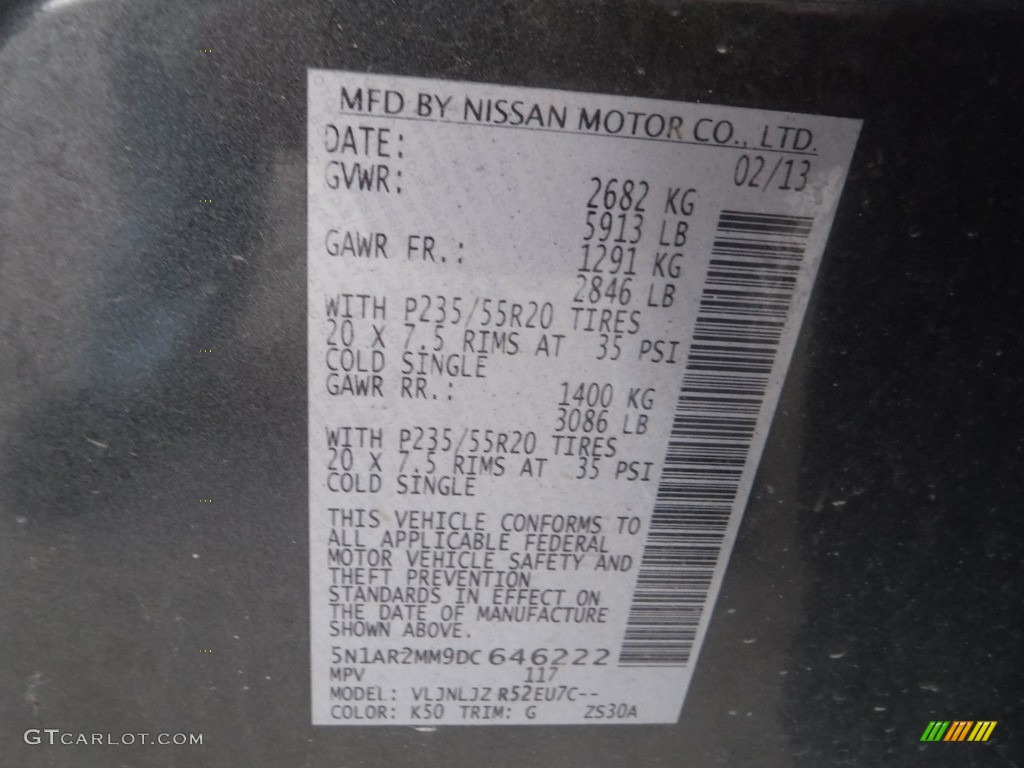 MFD BY NISSAN MOTOR CO., LTD.
DATE: 02/13
GVWR: 2682 KG
5913 LB
GAWR FR.: 1291 KG
2846 LB
WITH P235/55R20 TIRES
20 X 7.5 RIMS AT 35 PSI
COLD SINGLE
GAWR RR.: 1400 KG
3086 LB
WITH P235/55R20 TIRES
20 X 7.5 RIMS AT 35 PSI
COLD SINGLE
THIS VEHICLE CONFORMS TO
ALL APPLICABLE FEDERAL
MOTOR VEHICLE SAFETY AND
THEFT PREVENTION
STANDARDS IN EFFECT ON
THE DATE OF MANUFACTURE
SHOWN ABOVE.
5N1AR2MM9DC646222
MPV 117
MODEL: VLJNLJZ R52EU7C--
COLOR: K50 TRIM: G ZS30A
GTCARLOT.COM